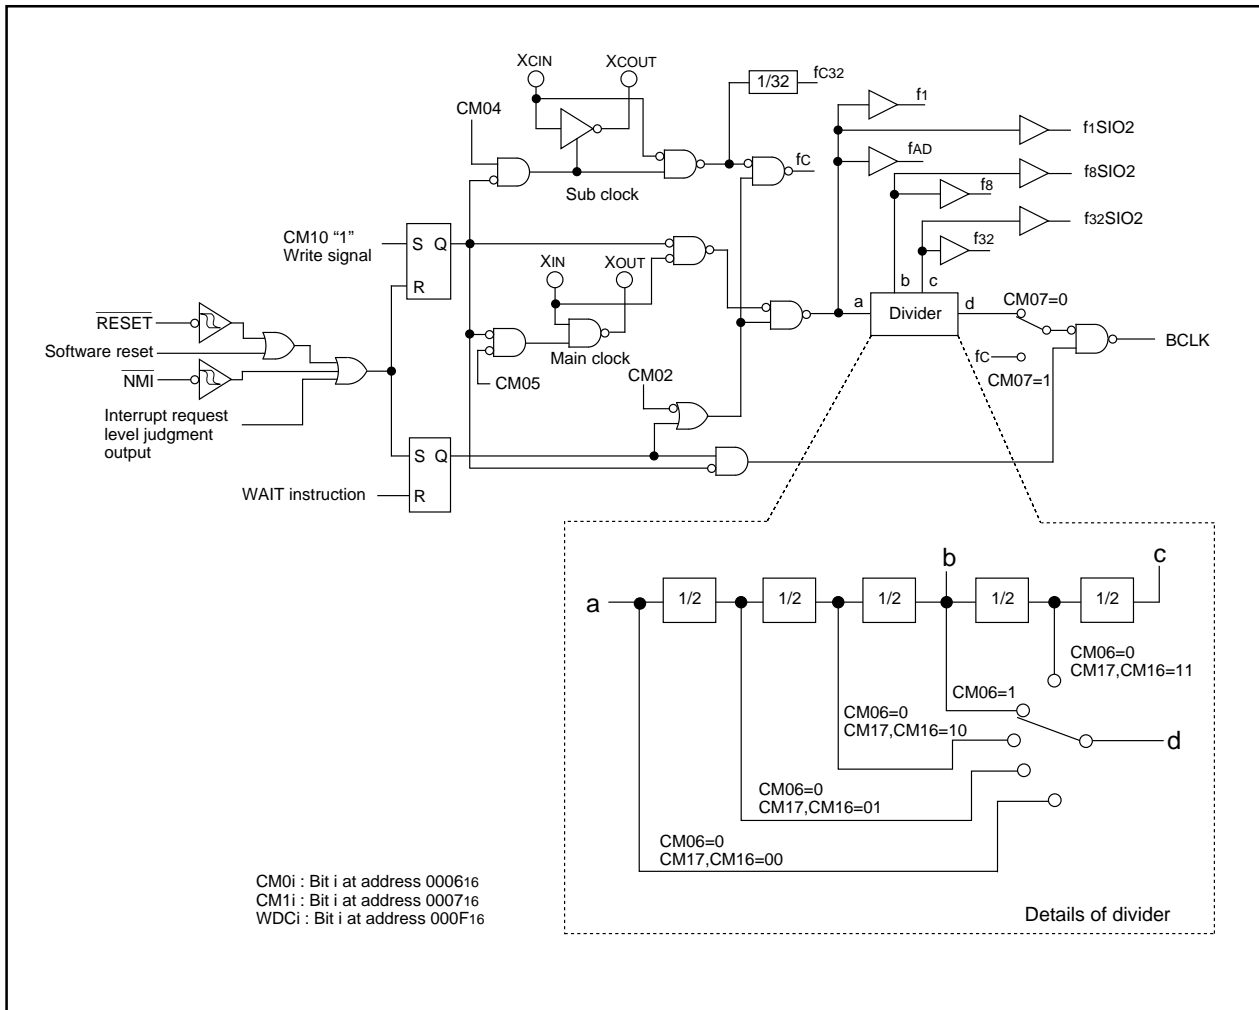 XCIN
XCOUT
1/32
fC32
CM04
f1
f1SIO2
fAD
fC
f8SIO2
Sub clock
f8
f32SIO2
CM10 “1”
Write signal
S Q
R
f32
XIN
XOUT
b
c
a
Divider
d
CM07=0
RESET
Software reset
Main clock
BCLK
fC
CM07=1
NMI
CM05
CM02
Interrupt request
level judgment
output
S Q
R
WAIT instruction
b
c
a
1/2
1/2
1/2
1/2
1/2
CM06=0
CM17,CM16=11
CM06=1
CM06=0
CM17,CM16=10
d
CM06=0
CM17,CM16=01
CM06=0
CM17,CM16=00
CM0i : Bit i at address 000616
CM1i : Bit i at address 000716
WDCi : Bit i at address 000F16
Details of divider